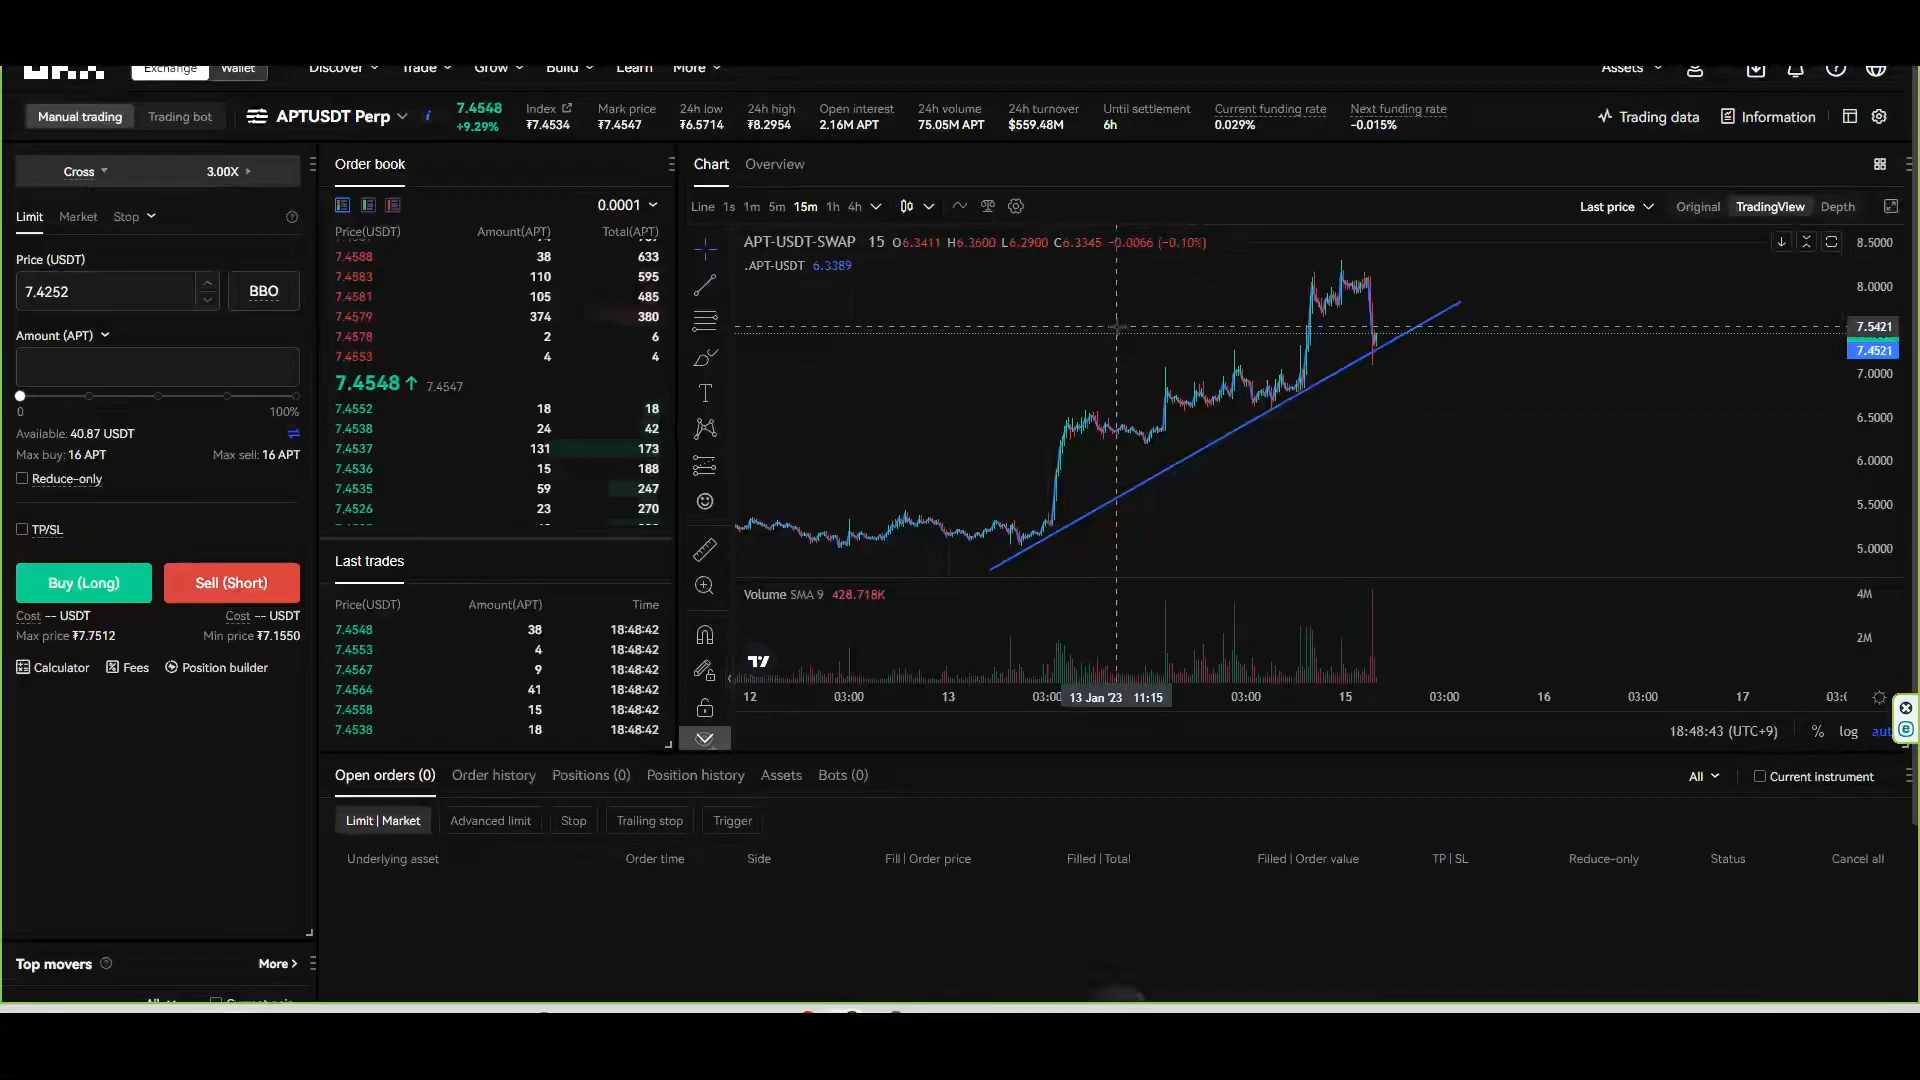 Exchange Wallet Discover Trade Grow Build Learn More Assets
Manual trading Trading bot APTUSDT Perp
7.4548
+9.29%
Index
₮7.4534
Mark price
₮7.4547
24h low
₮6.5714
24h high
₮8.2954
Open interest
2.16M APT
24h volume
75.05M APT
24h turnover
$559.48M
Until settlement
6h
Current funding rate
0.029%
Next funding rate
-0.015%
Trading data Information
Cross 3.00X
Limit Market Stop
Price (USDT)
7.4252 BBO
Amount (APT)
0 100%
Available: 40.87 USDT
Max buy: 16 APT Max sell: 16 APT
Reduce-only
TP/SL
Buy (Long) Sell (Short)
Cost -- USDT Cost -- USDT
Max price ₮7.7512 Min price ₮7.1550
Calculator Fees Position builder
Top movers More
Order book
0.0001
Price(USDT) Amount(APT) Total(APT)
7.4588 38 633
7.4583 110 595
7.4581 105 485
7.4579 374 380
7.4578 2 6
7.4553 4 4
7.4548↑ 7.4547
7.4552 18 18
7.4538 24 42
7.4537 131 173
7.4536 15 188
7.4535 59 247
7.4526 23 270
Last trades
Price(USDT) Amount(APT) Time
7.4548 38 18:48:42
7.4553 4 18:48:42
7.4567 9 18:48:42
7.4564 41 18:48:42
7.4558 15 18:48:42
7.4538 18 18:48:42
Chart Overview
Line 1s 1m 5m 15m 1h 4h Last price Original TradingView Depth
APT-USDT-SWAP 15 O6.3411 H6.3600 L6.2900 C6.3345 -0.0066 (-0.10%)
.APT-USDT 6.3389
8.5000
8.0000
7.5421
7.4521
7.0000
6.5000
6.0000
5.5000
5.0000
Volume SMA 9 428.718K
4M
2M
12 03:00 13 03:00 13 Jan '23 11:15 03:00 15 03:00 16 03:00 17
18:48:43 (UTC+9) % log
Open orders (0) Order history Positions (0) Position history Assets Bots (0) All Current instrument
Limit | Market Advanced limit Stop Trailing stop Trigger
Underlying asset Order time Side Fill | Order price Filled | Total Filled | Order value TP | SL Reduce-only Status Cancel all